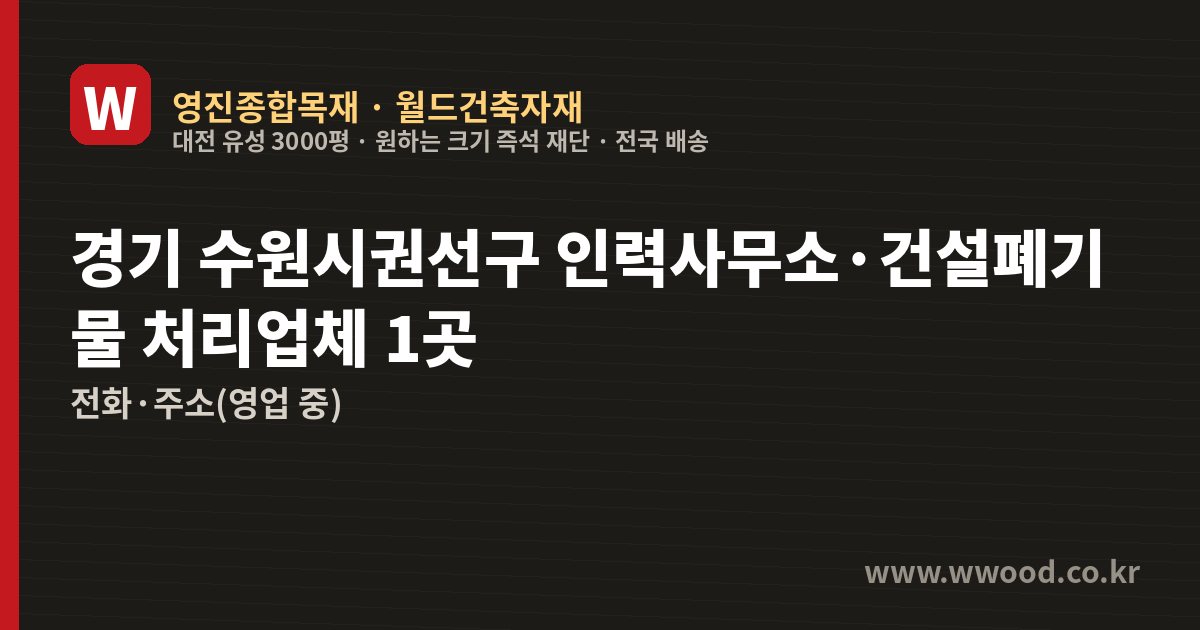 W
영진종합목재 · 월드건축자재
대전 유성 3000평 · 원하는 크기 즉석 재단 · 전국 배송
경기 수원시권선구 인력사무소·건설폐기
물 처리업체 1곳
전화·주소(영업 중)
www.wwood.co.kr